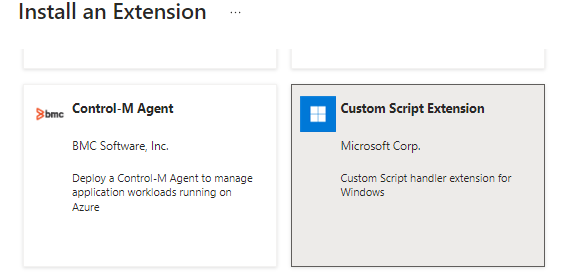 Install an Extension ...
Control-M Agent
bmc
BMC Software, Inc.
Deploy a Control-M Agent to manage
application workloads running on
Azure
Custom Script Extension
Microsoft Corp.
Custom Script handler extension for
Windows